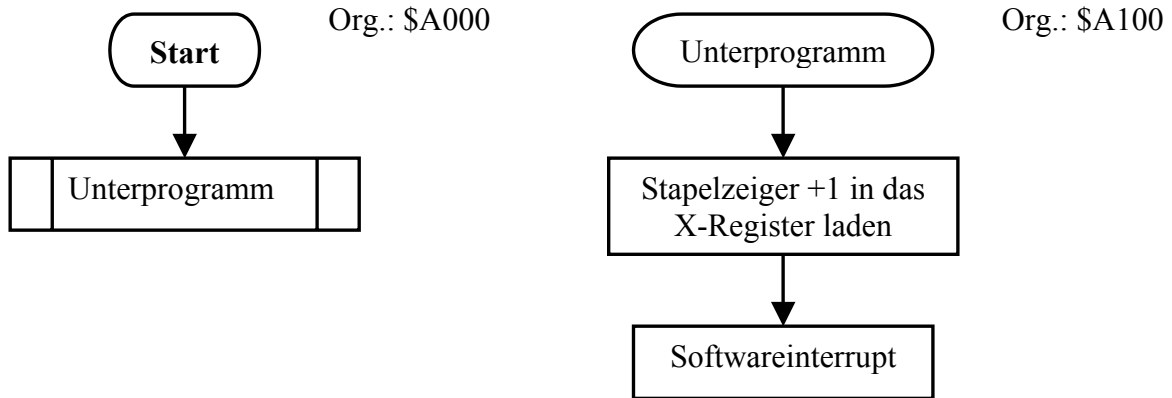 Start
Org.: $A000
Unterprogramm
Unterprogramm
Org.: $A100
Stapelzeiger +1 in das
X-Register laden
Softwareinterrupt